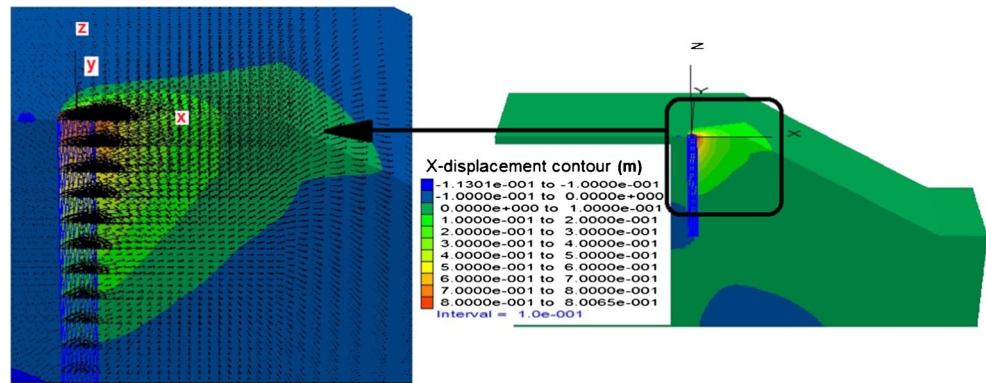 z
y
x
Z
Y
X
X-displacement contour (m)
-1.1301e-001 to -1.0000e-001
-1.0000e-001 to 0.0000e+000
0.0000e+000 to 1.0000e-001
1.0000e-001 to 2.0000e-001
2.0000e-001 to 3.0000e-001
3.0000e-001 to 4.0000e-001
4.0000e-001 to 5.0000e-001
5.0000e-001 to 6.0000e-001
6.0000e-001 to 7.0000e-001
7.0000e-001 to 8.0000e-001
8.0000e-001 to 8.0065e-001
Interval = 1.0e-001